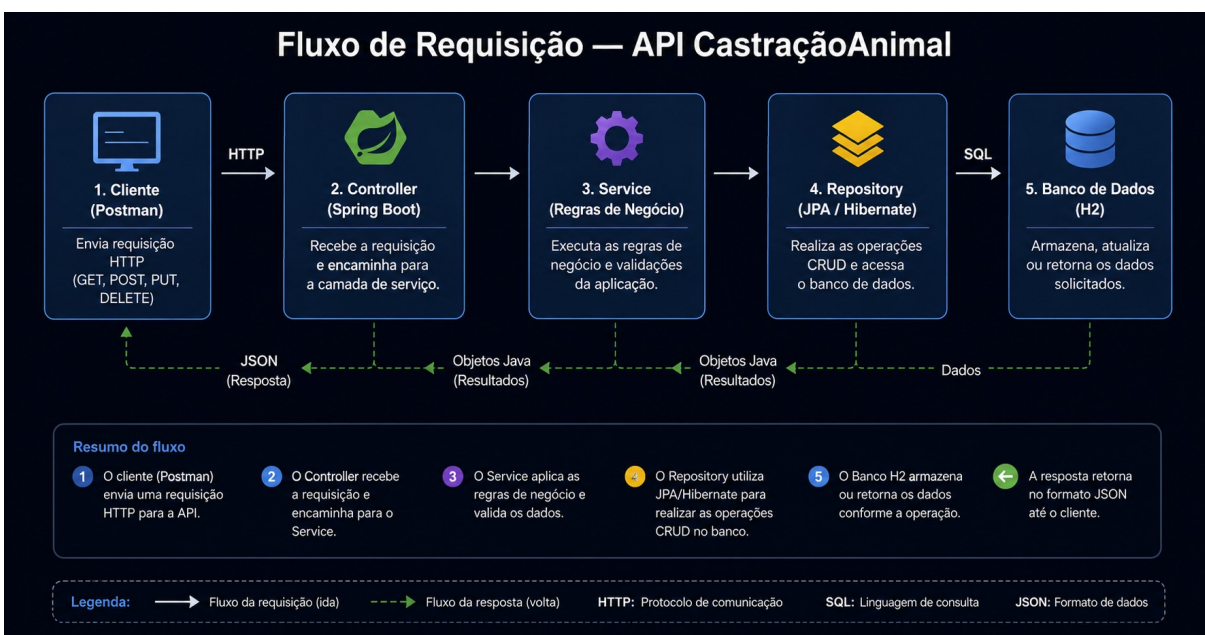 Fluxo de Requisição — API CastraçãoAnimal
1. Cliente
(Postman)
Envia requisição
HTTP
(GET, POST, PUT,
DELETE)
HTTP
2. Controller
(Spring Boot)
Recebe a requisição
e encaminha para
a camada de serviço.
3. Service
(Regras de Negócio)
Executa as regras de
negócio e validações
da aplicação.
4. Repository
(JPA / Hibernate)
Realiza as operações
CRUD e acessa
o banco de dados.
SQL
5. Banco de Dados
(H2)
Armazena, atualiza
ou retorna os dados
solicitados.
JSON
(Resposta)
Objetos Java
(Resultados)
Objetos Java
(Resultados)
Dados
Resumo do fluxo
1 O cliente (Postman)
envia uma requisição
HTTP para a API.
2 O Controller recebe
a requisição e
encaminha para o
Service.
3 O Service aplica as
regras de negócio e
valida os dados.
4 O Repository utiliza
JPA/Hibernate para
realizar as operações
CRUD no banco.
5 O Banco H2 armazena
ou retorna os dados
conforme a operação.
A resposta retorna
no formato JSON
até o cliente.
Legenda: Fluxo da requisição (ida) Fluxo da resposta (volta) HTTP: Protocolo de comunicação SQL: Linguagem de consulta JSON: Formato de dados